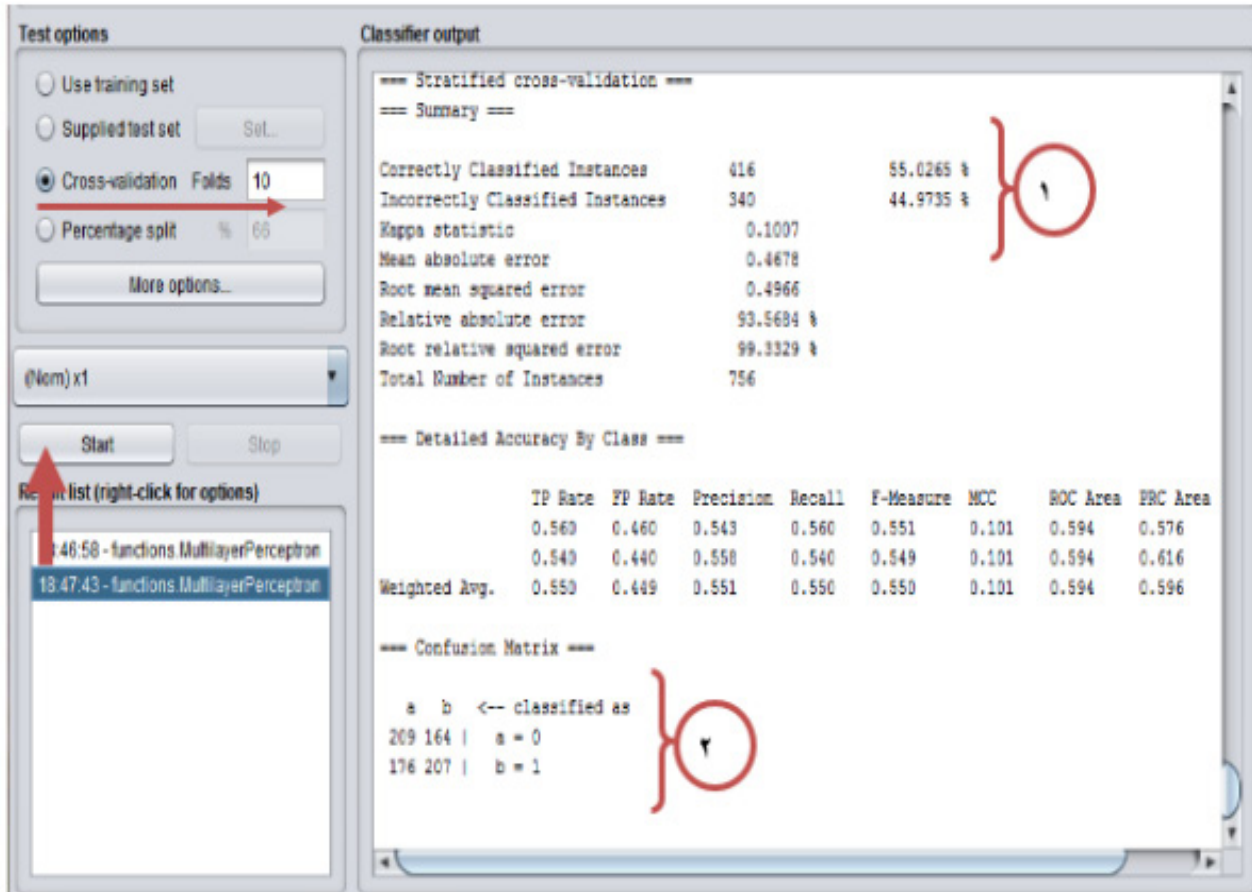 Test options
Use training set
Supplied test set Set...
Cross-validation Folds 10
Percentage split % 66
More options...
(Nom) x1
Start Stop
list (right-click for options)
:46:58 - functions.MultilayerPerceptron
18:47:43 - functions.MultilayerPerceptron
Classifier output
=== Stratified cross-validation ===
=== Summary ===
Correctly Classified Instances 416 55.0265 %
Incorrectly Classified Instances 340 44.9735 %
Kappa statistic 0.1007
Mean absolute error 0.4678
Root mean squared error 0.4966
Relative absolute error 93.5684 %
Root relative squared error 99.3329 %
Total Number of Instances 756
۱
=== Detailed Accuracy By Class ===
TP Rate FP Rate Precision Recall F-Measure MCC ROC Area PRC Area
0.560 0.460 0.543 0.560 0.551 0.101 0.594 0.576
0.540 0.440 0.558 0.540 0.549 0.101 0.594 0.616
Weighted Avg. 0.550 0.449 0.551 0.550 0.550 0.101 0.594 0.596
=== Confusion Matrix ===
a b <-- classified as
209 164 | a = 0
176 207 | b = 1
۲